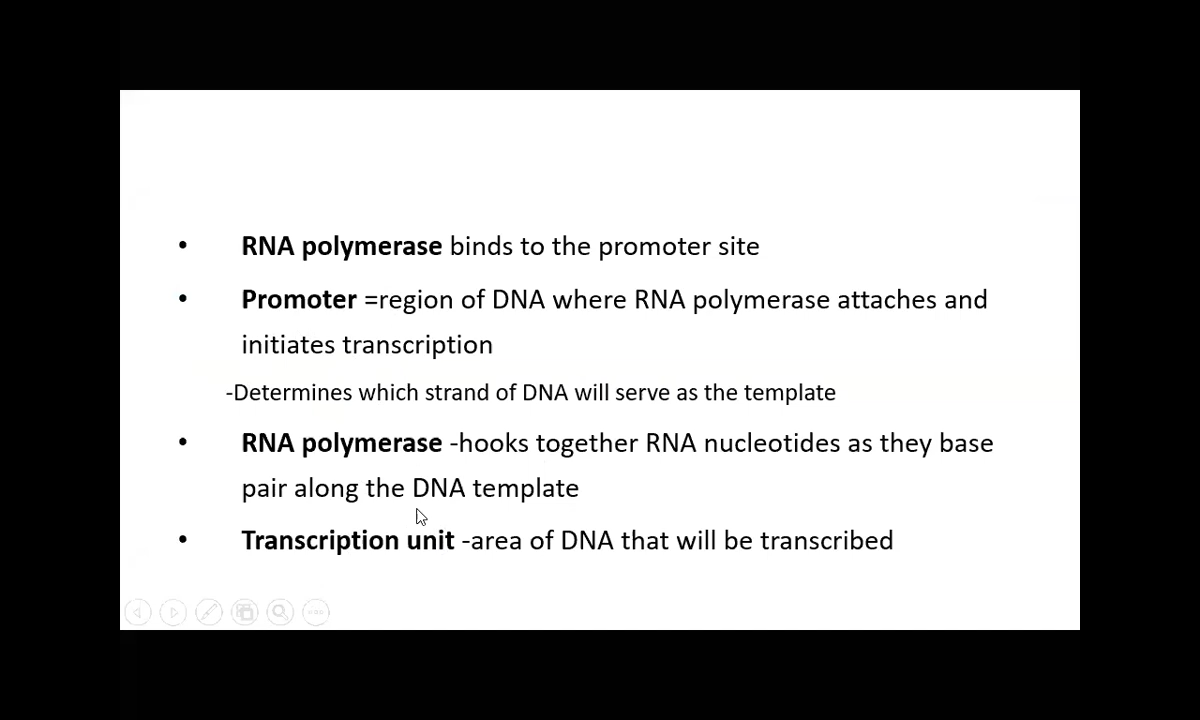 • RNA polymerase binds to the promoter site
• Promoter =region of DNA where RNA polymerase attaches and
initiates transcription
-Determines which strand of DNA will serve as the template
• RNA polymerase -hooks together RNA nucleotides as they base
pair along the DNA template
• Transcription unit -area of DNA that will be transcribed